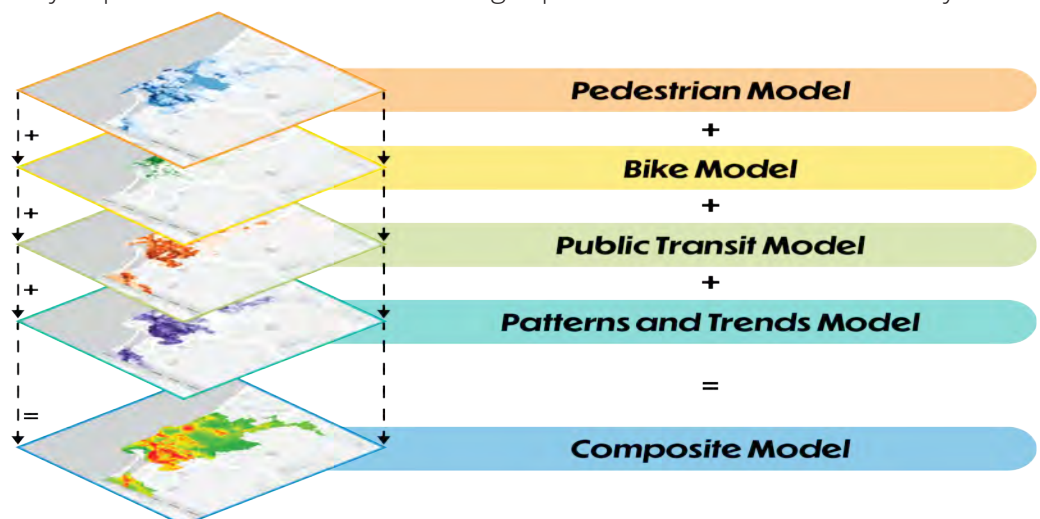 Pedestrian Model
+
+
Bike Model
+
+
Public Transit Model
+
+
Patterns and Trends Model
=
=
Composite Model